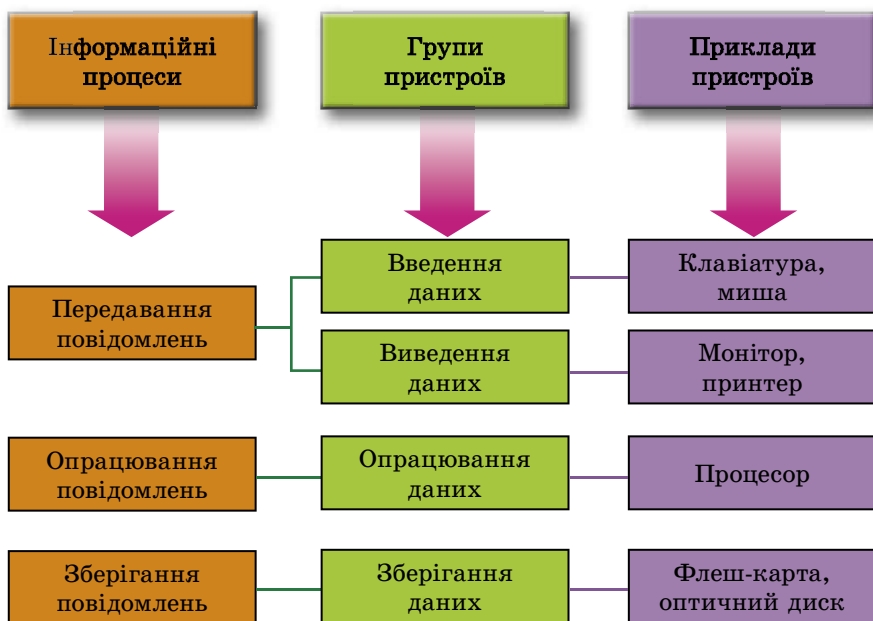 Інформаційні
процеси
Групи
пристроїв
Приклади
пристроїв
Передавання
повідомлень
Введення
даних
Клавіатура,
миша
Виведення
даних
Монітор,
принтер
Опрацювання
повідомлень
Опрацювання
даних
Процесор
Зберігання
повідомлень
Зберігання
даних
Флеш-карта,
оптичний диск